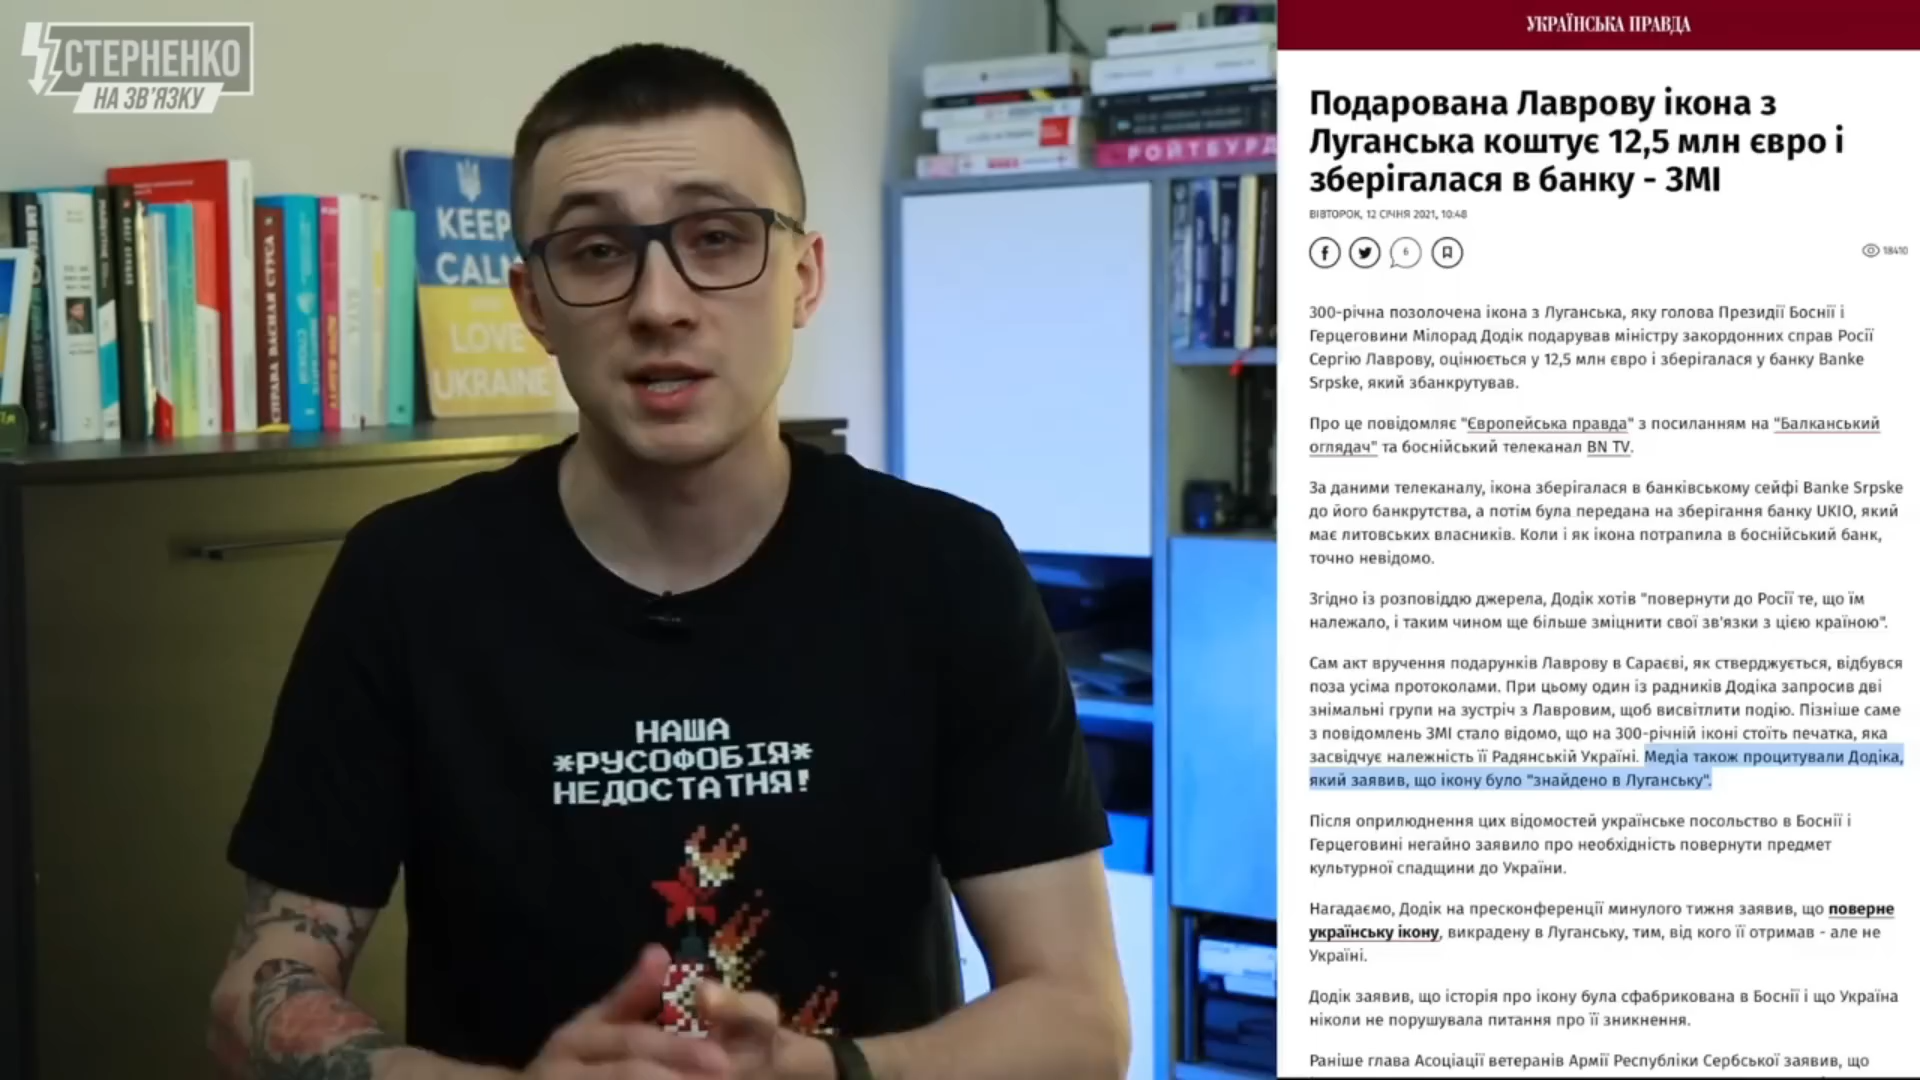 СТЕРНЕНКО
НА ЗВ'ЯЗКУ
KEEP
CALM
AND
LOVE
UKRAINE
СПРАВА ВАСИЛЯ СТУСА
РОЙТБУРД
НАША
*РУСОФОБІЯ*
НЕДОСТАТНЯ!
УКРАЇНСЬКА ПРАВДА
Подарована Лаврову ікона з
Луганська коштує 12,5 млн євро і
зберігалася в банку - ЗМІ
ВІВТОРОК, 12 СІЧНЯ 2021, 10:48
6
18410
300-річна позолочена ікона з Луганська, яку голова Президії Боснії і
Герцеговини Мілорад Додік подарував міністру закордонних справ Росії
Сергію Лаврову, оцінюється у 12,5 млн євро і зберігалася у банку Banke
Srpske, який збанкрутував.
Про це повідомляє "Європейська правда" з посиланням на "Балканський
оглядач" та боснійський телеканал BN TV.
За даними телеканалу, ікона зберігалася в банківському сейфі Banke Srpske
до його банкрутства, а потім була передана на зберігання банку UKIO, який
має литовських власників. Коли і як ікона потрапила в боснійський банк,
точно невідомо.
Згідно із розповіддю джерела, Додік хотів "повернути до Росії те, що їм
належало, і таким чином ще більше зміцнити свої зв'язки з цією країною".
Сам акт вручення подарунків Лаврову в Сараєві, як стверджується, відбувся
поза усіма протоколами. При цьому один із радників Додіка запросив дві
знімальні групи на зустріч з Лавровим, щоб висвітлити подію. Пізніше саме
з повідомлень ЗМІ стало відомо, що на 300-річній іконі стоїть печатка, яка
засвідчує належність її Радянській Україні. Медіа також процитували Додіка,
який заявив, що ікону було "знайдено в Луганську".
Після оприлюднення цих відомостей українське посольство в Боснії і
Герцеговині негайно заявило про необхідність повернути предмет
культурної спадщини до України.
Нагадаємо, Додік на пресконференції минулого тижня заявив, що поверне
українську ікону, викрадену в Луганську, тим, від кого її отримав - але не
Україні.
Додік заявив, що історія про ікону була сфабрикована в Боснії і що Україна
ніколи не порушувала питання про її зникнення.
Раніше глава Асоціації ветеранів Армії Республіки Сербської заявив, що